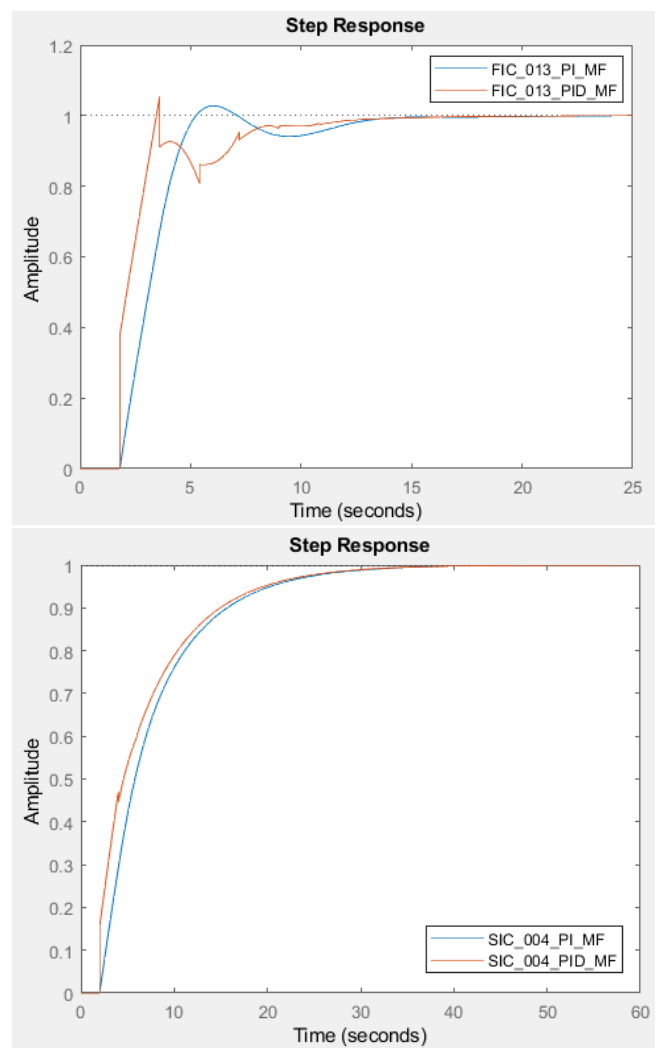 Step Response
1.2
FIC_013_PI_MF
FIC_013_PID_MF
1
0.8
0.6
0.4
0.2
0
Amplitude
0 5 10 15 20 25
Time (seconds)
Step Response
1
0.9
0.8
0.7
0.6
0.5
0.4
0.3
0.2
0.1
0
Amplitude
SIC_004_PI_MF
SIC_004_PID_MF
0 10 20 30 40 50 60
Time (seconds)